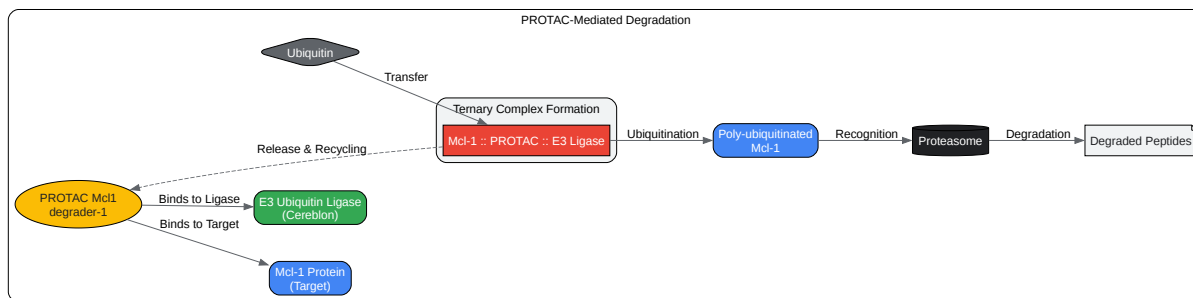 PROTAC-Mediated Degradation
Ubiquitin
Transfer
Ternary Complex Formation
Mcl-1 :: PROTAC :: E3 Ligase
Ubiquitination
Poly-ubiquitinated
Mcl-1
Recognition
Proteasome
Degradation
Degraded Peptides
Release & Recycling
PROTAC Mcl1
degrader-1
Binds to Ligase
E3 Ubiquitin Ligase
(Cereblon)
Binds to Target
Mcl-1 Protein
(Target)